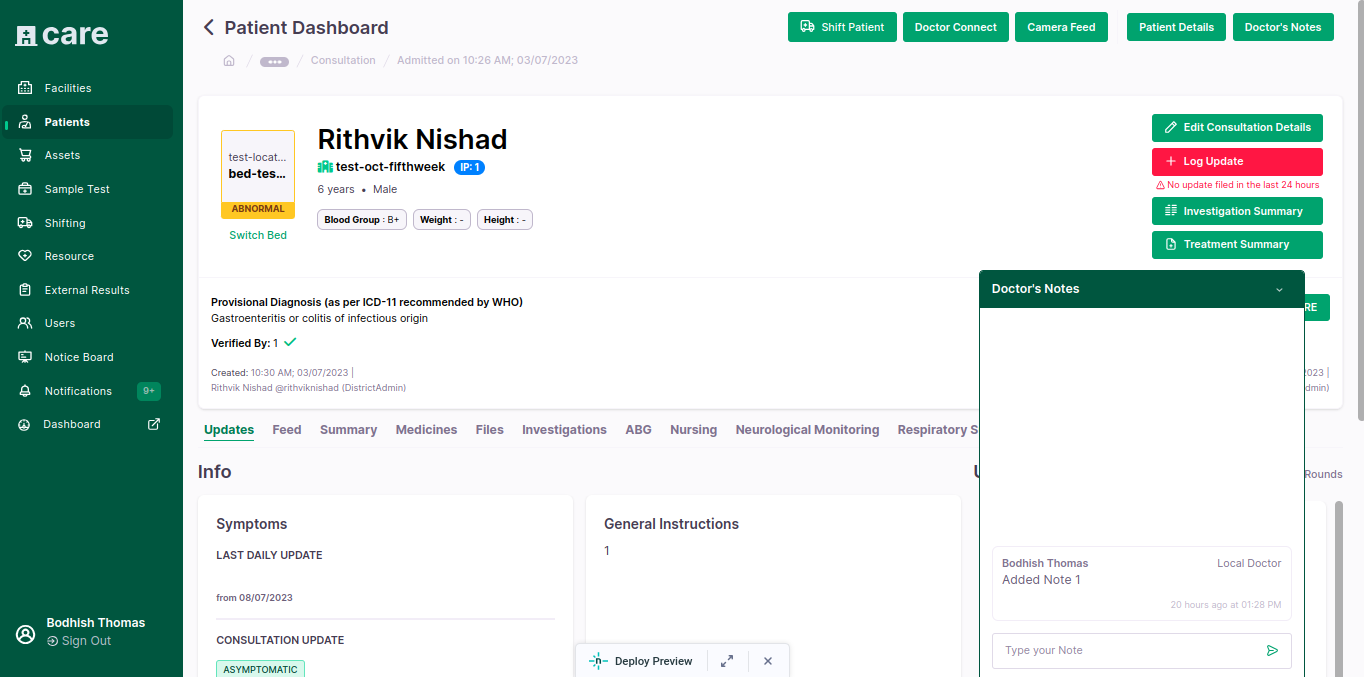 care
Facilities
Patients
Assets
Sample Test
Shifting
Resource
External Results
Users
Notice Board
Notifications 9+
Dashboard
Bodhish Thomas
Sign Out
Patient Dashboard
Shift Patient
Doctor Connect
Camera Feed
Patient Details
Doctor's Notes
/ ••• / Consultation / Admitted on 10:26 AM; 03/07/2023
test-locat...
bed-tes...
ABNORMAL
Switch Bed
Rithvik Nishad
test-oct-fifthweek IP: 1
6 years • Male
Blood Group : B+ Weight : - Height : -
Edit Consultation Details
Log Update
No update filed in the last 24 hours
Investigation Summary
Treatment Summary
Provisional Diagnosis (as per ICD-11 recommended by WHO)
Gastroenteritis or colitis of infectious origin
Verified By: 1
Created: 10:30 AM; 03/07/2023 |
Rithvik Nishad @rithviknishad (DistrictAdmin)
RE
2023 |
dmin)
Updates Feed Summary Medicines Files Investigations ABG Nursing Neurological Monitoring Respiratory S
Info
Rounds
Symptoms
LAST DAILY UPDATE
from 08/07/2023
CONSULTATION UPDATE
ASYMPTOMATIC
General Instructions
1
Doctor's Notes
Bodhish Thomas Local Doctor
Added Note 1
20 hours ago at 01:28 PM
Type your Note
Deploy Preview